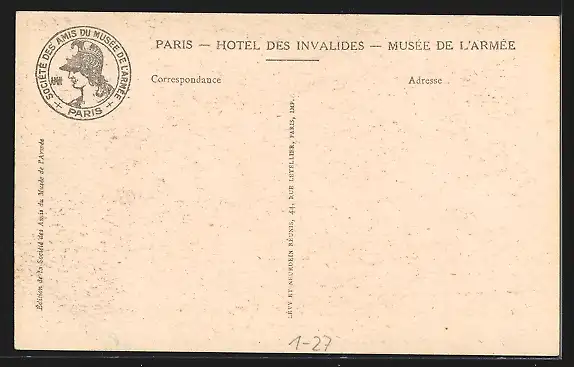 SOCIÉTÉ DES AMIS DU MUSÉE DE L'ARMÉE
+ PARIS +
PARIS — HOTEL DES INVALIDES — MUSÉE DE L'ARMÉE
Correspondance
Adresse
Édition de la Société des Amis du Musée de l'Armée
LÉVY ET NEURDEIN RÉUNIS, 44, RUE LETELLIER, PARIS, IMP.
1-27